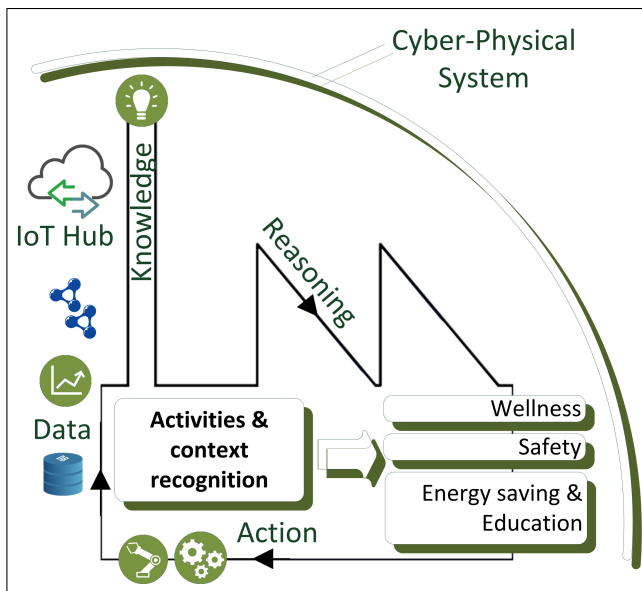 Cyber-Physical
System
Knowledge
IoT Hub
Reasoning
Data
Activities &
context
recognition
Wellness
Safety
Energy saving &
Education
Action